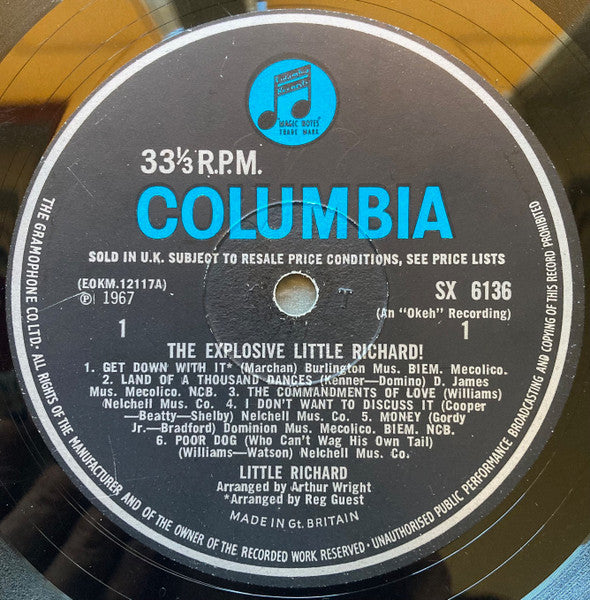 Columbia
Records
"MAGIC NOTES"
TRADE MARK
33⅓ R.P.M.
COLUMBIA
SOLD IN U.K. SUBJECT TO RESALE PRICE CONDITIONS, SEE PRICE LISTS
(EOKM.12117A)
SX 6136
Ⓟ 1967
(An "Okeh" Recording)
1
1
THE EXPLOSIVE LITTLE RICHARD!
1. GET DOWN WITH IT* (Marchan) Burlington Mus. BIEM. Mecolico.
2. LAND OF A THOUSAND DANCES (Kenner—Domino) D. James
Mus. Mecolico. NCB. 3. THE COMMANDMENTS OF LOVE (Williams)
Nelchell Mus. Co. 4. I DON'T WANT TO DISCUSS IT (Cooper
—Beatty—Shelby) Nelchell Mus. Co. 5. MONEY (Gordy
Jr.—Bradford) Dominion Mus. Mecolico. BIEM. NCB.
6. POOR DOG (Who Can't Wag His Own Tail)
(Williams—Watson) Nelchell Mus. Co.
LITTLE RICHARD
Arranged by Arthur Wright
*Arranged by Reg Guest
MADE IN Gt. BRITAIN
THE GRAMOPHONE CO. LTD· ALL RIGHTS OF THE MANUFACTURER AND OF THE OWNER OF THE RECORDED WORK RESERVED · UNAUTHORISED PUBLIC PERFORMANCE BROADCASTING AND COPYING OF THIS RECORD PROHIBITED